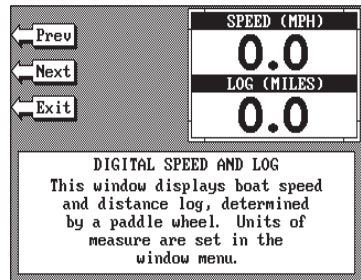 Prev
Next
Exit
SPEED (MPH)
0.0
LOG (MILES)
0.0
DIGITAL SPEED AND LOG
This window displays boat speed
and distance log, determined
by a paddle wheel. Units of
measure are set in the
window menu.